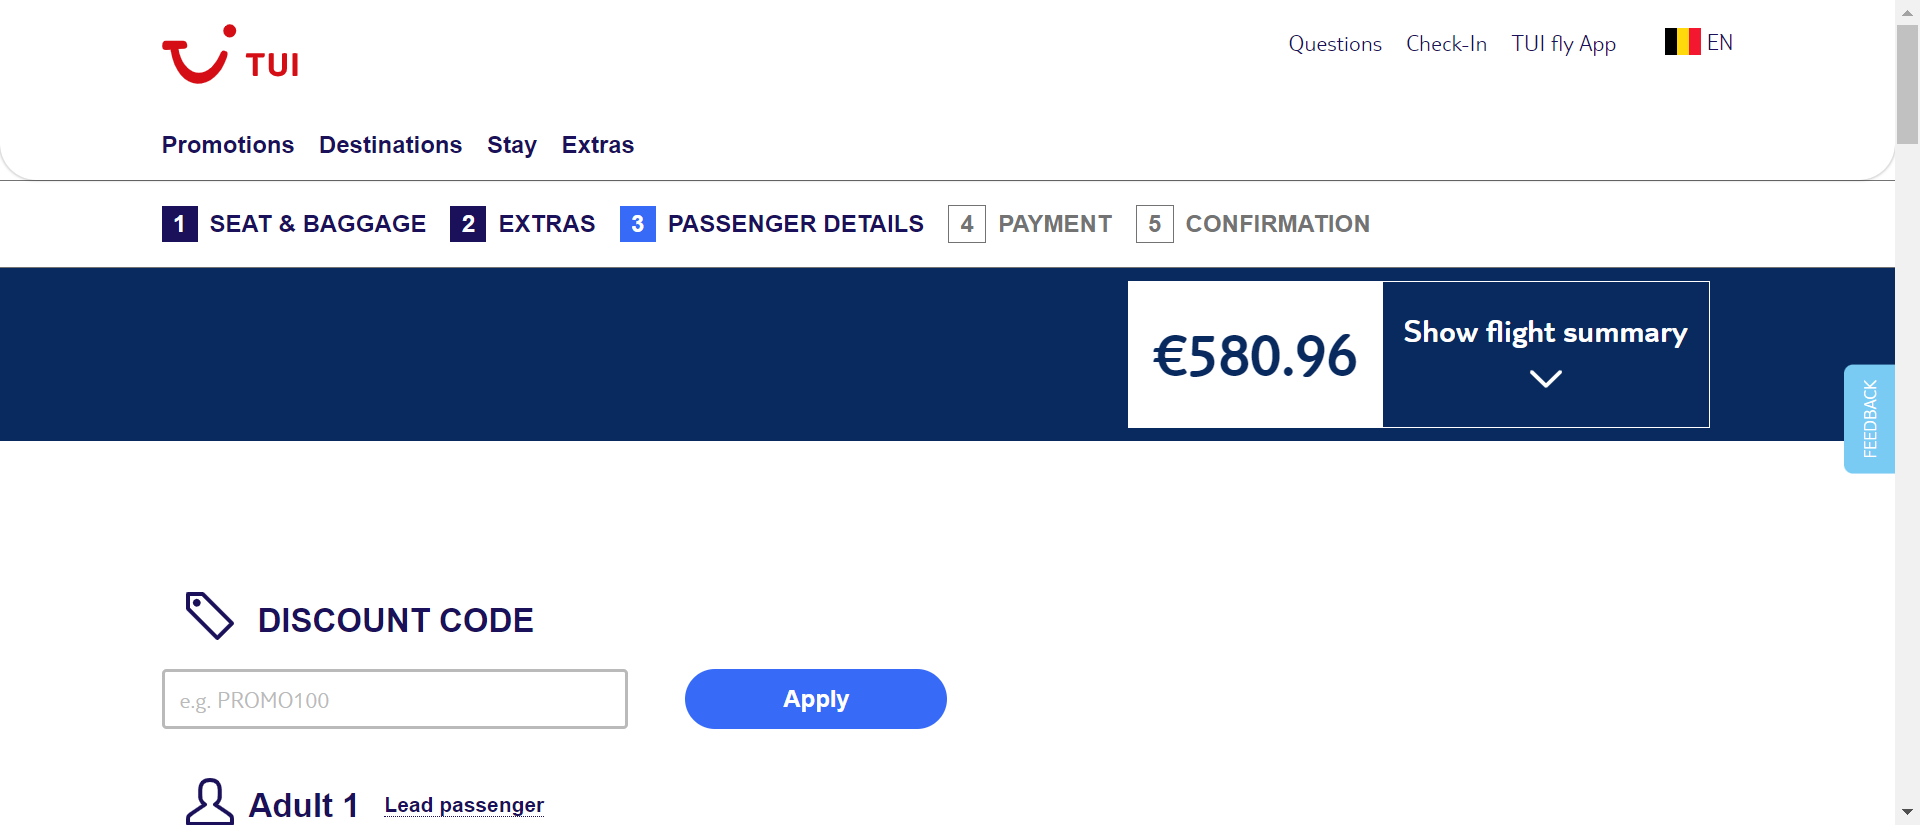 TUI
Questions Check-In TUI fly App EN
Promotions Destinations Stay Extras
1 SEAT & BAGGAGE 2 EXTRAS 3 PASSENGER DETAILS 4 PAYMENT 5 CONFIRMATION
€580.96
Show flight summary
FEEDBACK
DISCOUNT CODE
e.g. PROMO100
Apply
Adult 1 Lead passenger